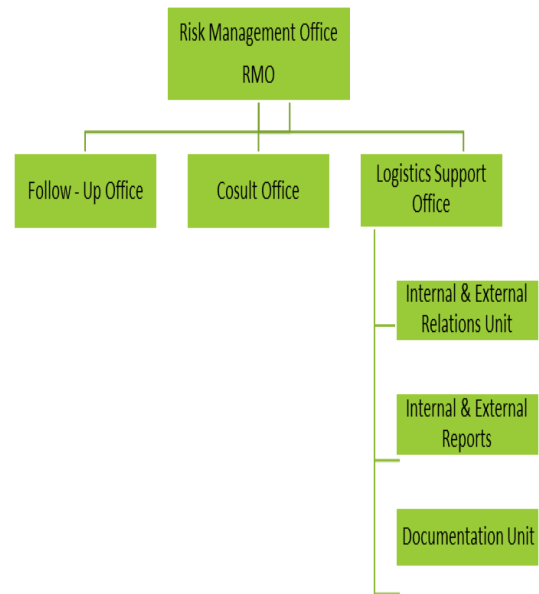 Risk Management Office
RMO
Follow - Up Office
Cosult Office
Logistics Support
Office
Internal & External
Relations Unit
Internal & External
Reports
Documentation Unit